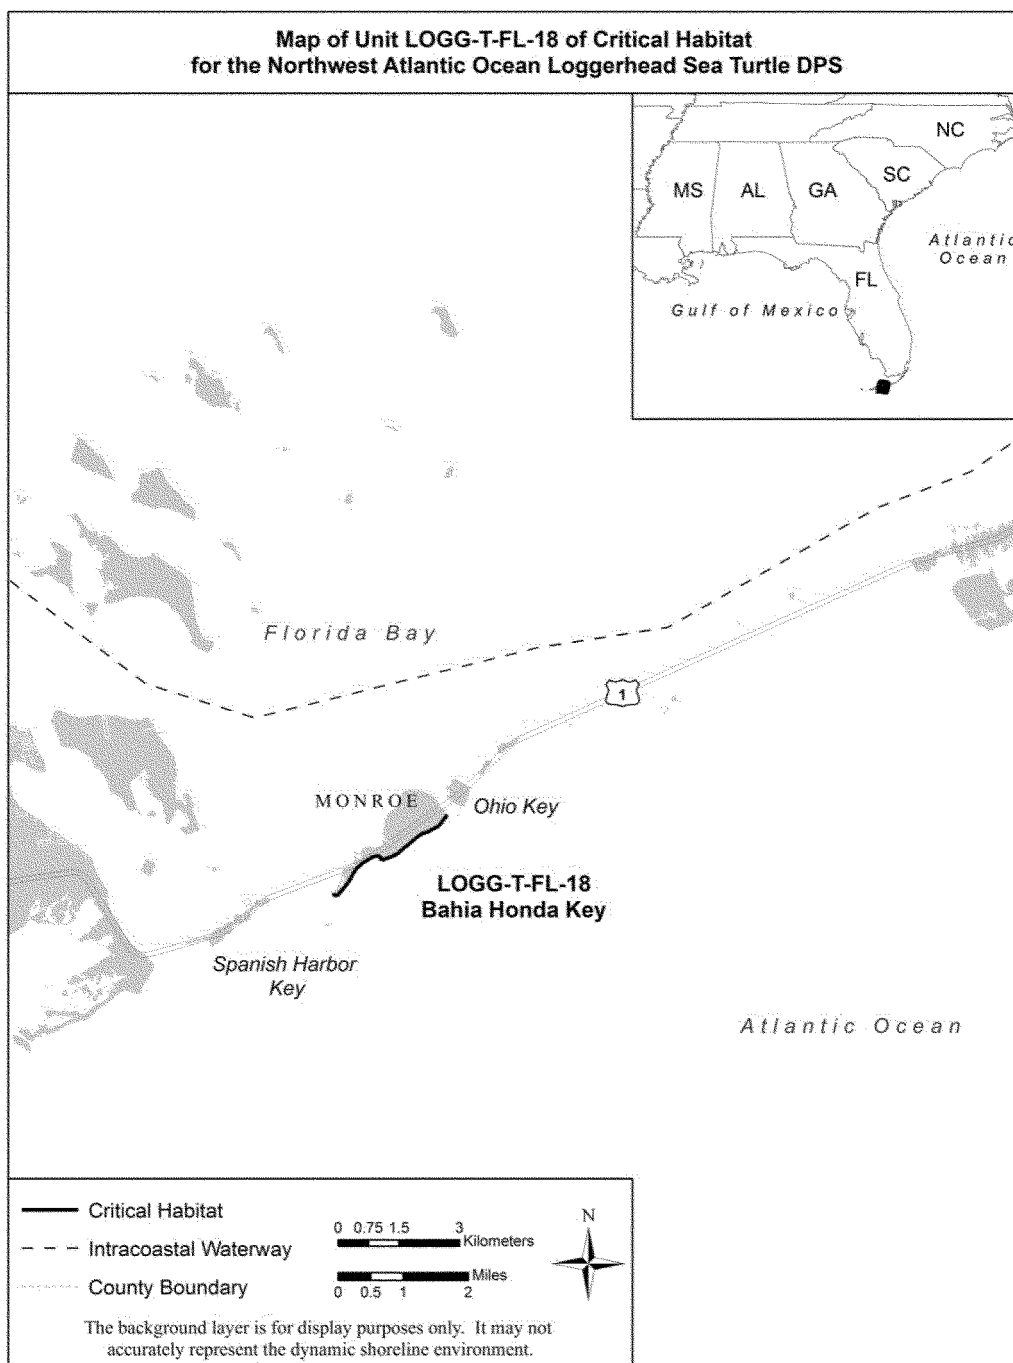 Map of Unit LOGG-T-FL-18 of Critical Habitat
for the Northwest Atlantic Ocean Loggerhead Sea Turtle DPS
NC
SC
MS
AL
GA
Atlantic
Ocean
FL
Gulf of Mexico
Florida Bay
1
MONROE
Ohio Key
LOGG-T-FL-18
Bahia Honda Key
Spanish Harbor
Key
Atlantic Ocean
Critical Habitat
Intracoastal Waterway
County Boundary
0 0.75 1.5 3
Kilometers
Miles
0 0.5 1 2
N
The background layer is for display purposes only. It may not
accurately represent the dynamic shoreline environment.